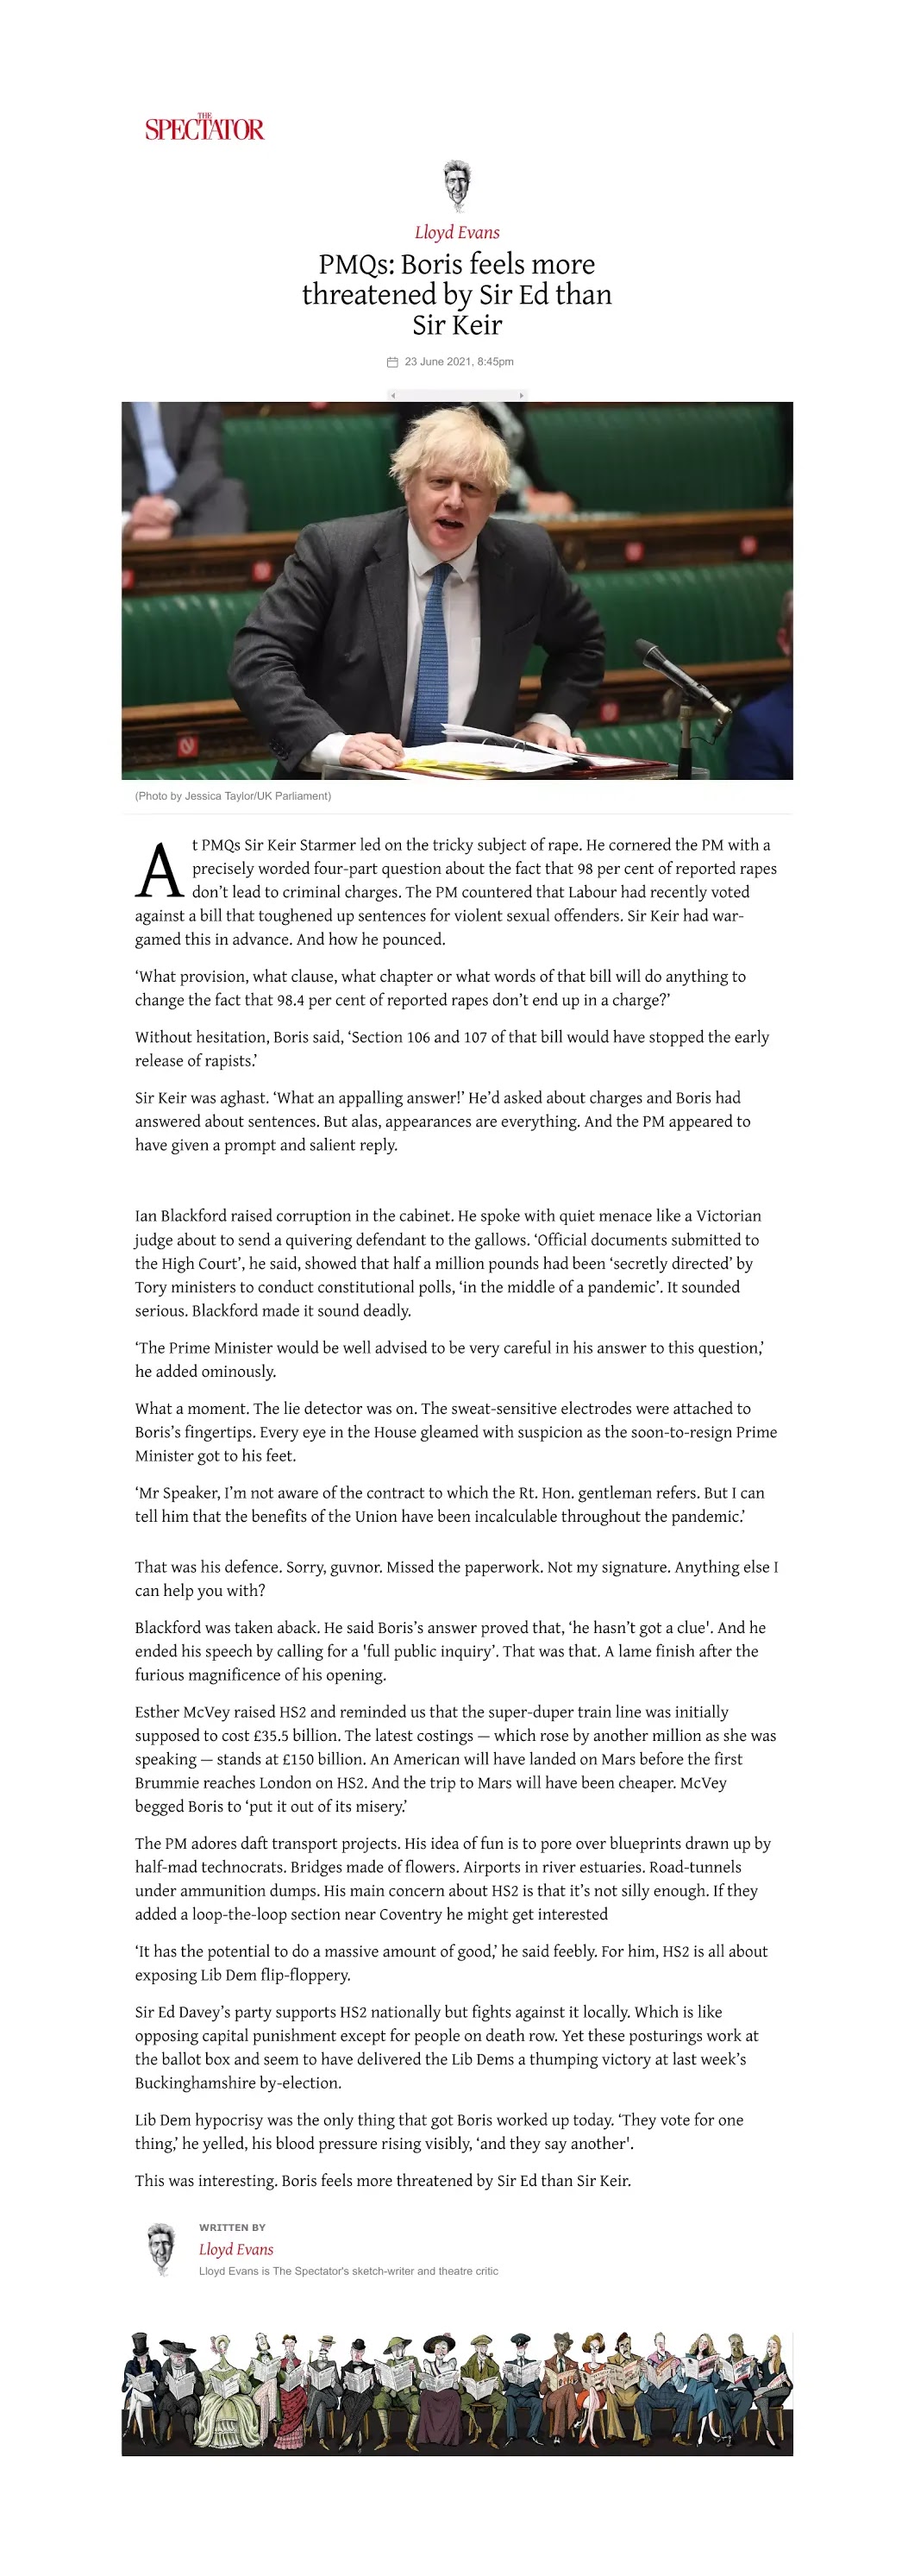 THE
SPECTATOR
Lloyd Evans
PMQs: Boris feels more
threatened by Sir Ed than
Sir Keir
23 June 2021, 8:45pm
(Photo by Jessica Taylor/UK Parliament)
At PMQs Sir Keir Starmer led on the tricky subject of rape. He cornered the PM with a
precisely worded four-part question about the fact that 98 per cent of reported rapes
don’t lead to criminal charges. The PM countered that Labour had recently voted
against a bill that toughened up sentences for violent sexual offenders. Sir Keir had war-
gamed this in advance. And how he pounced.
‘What provision, what clause, what chapter or what words of that bill will do anything to
change the fact that 98.4 per cent of reported rapes don’t end up in a charge?’
Without hesitation, Boris said, ‘Section 106 and 107 of that bill would have stopped the early
release of rapists.’
Sir Keir was aghast. ‘What an appalling answer!’ He’d asked about charges and Boris had
answered about sentences. But alas, appearances are everything. And the PM appeared to
have given a prompt and salient reply.
Ian Blackford raised corruption in the cabinet. He spoke with quiet menace like a Victorian
judge about to send a quivering defendant to the gallows. ‘Official documents submitted to
the High Court’, he said, showed that half a million pounds had been ‘secretly directed’ by
Tory ministers to conduct constitutional polls, ‘in the middle of a pandemic’. It sounded
serious. Blackford made it sound deadly.
‘The Prime Minister would be well advised to be very careful in his answer to this question,’
he added ominously.
What a moment. The lie detector was on. The sweat-sensitive electrodes were attached to
Boris’s fingertips. Every eye in the House gleamed with suspicion as the soon-to-resign Prime
Minister got to his feet.
‘Mr Speaker, I’m not aware of the contract to which the Rt. Hon. gentleman refers. But I can
tell him that the benefits of the Union have been incalculable throughout the pandemic.’
That was his defence. Sorry, guvnor. Missed the paperwork. Not my signature. Anything else I
can help you with?
Blackford was taken aback. He said Boris’s answer proved that, ‘he hasn’t got a clue'. And he
ended his speech by calling for a 'full public inquiry’. That was that. A lame finish after the
furious magnificence of his opening.
Esther McVey raised HS2 and reminded us that the super-duper train line was initially
supposed to cost £35.5 billion. The latest costings — which rose by another million as she was
speaking — stands at £150 billion. An American will have landed on Mars before the first
Brummie reaches London on HS2. And the trip to Mars will have been cheaper. McVey
begged Boris to ‘put it out of its misery.’
The PM adores daft transport projects. His idea of fun is to pore over blueprints drawn up by
half-mad technocrats. Bridges made of flowers. Airports in river estuaries. Road-tunnels
under ammunition dumps. His main concern about HS2 is that it’s not silly enough. If they
added a loop-the-loop section near Coventry he might get interested
‘It has the potential to do a massive amount of good,’ he said feebly. For him, HS2 is all about
exposing Lib Dem flip-floppery.
Sir Ed Davey’s party supports HS2 nationally but fights against it locally. Which is like
opposing capital punishment except for people on death row. Yet these posturings work at
the ballot box and seem to have delivered the Lib Dems a thumping victory at last week’s
Buckinghamshire by-election.
Lib Dem hypocrisy was the only thing that got Boris worked up today. ‘They vote for one
thing,’ he yelled, his blood pressure rising visibly, ‘and they say another'.
This was interesting. Boris feels more threatened by Sir Ed than Sir Keir.
WRITTEN BY
Lloyd Evans
Lloyd Evans is The Spectator's sketch-writer and theatre critic